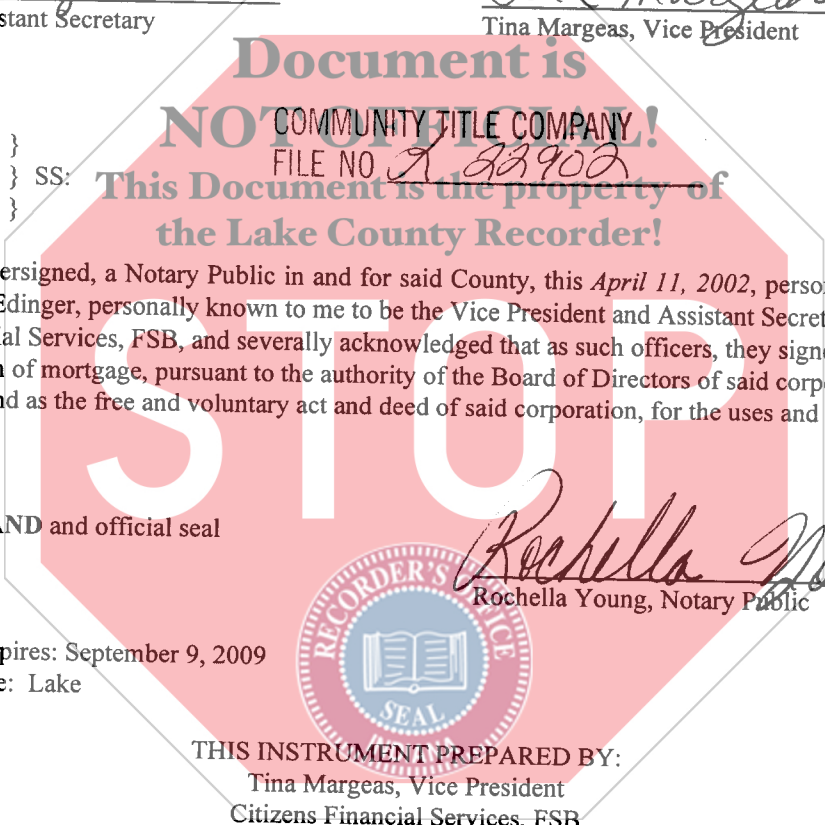 stant Secretary
Tina Margeas, Vice President
Document is
NOT OFFICIAL!
COMMUNITY TITLE COMPANY
FILE NO 2 22902
} SS:
This Document is the property of
the Lake County Recorder!
ersigned, a Notary Public in and for said County, this April 11, 2002, perso
Edinger, personally known to me to be the Vice President and Assistant Secret
al Services, FSB, and severally acknowledged that as such officers, they signe
of mortgage, pursuant to the authority of the Board of Directors of said corp
nd as the free and voluntary act and deed of said corporation, for the uses and
STOP
AND and official seal
Rochella
Rochella Young, Notary Public
RECORDER'S OFFICE
SEAL
INDIANA
pires: September 9, 2009
e: Lake
THIS INSTRUMENT PREPARED BY:
Tina Margeas, Vice President
Citizens Financial Services, FSB